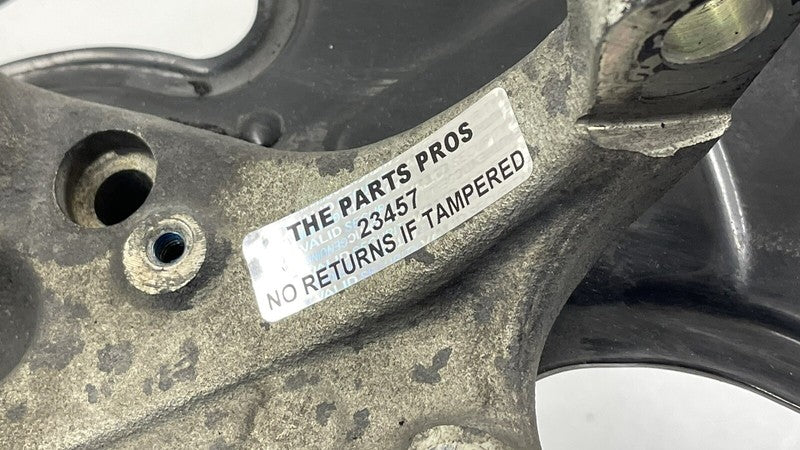 THE PARTS PROS
23457
NO RETURNS IF TAMPERED